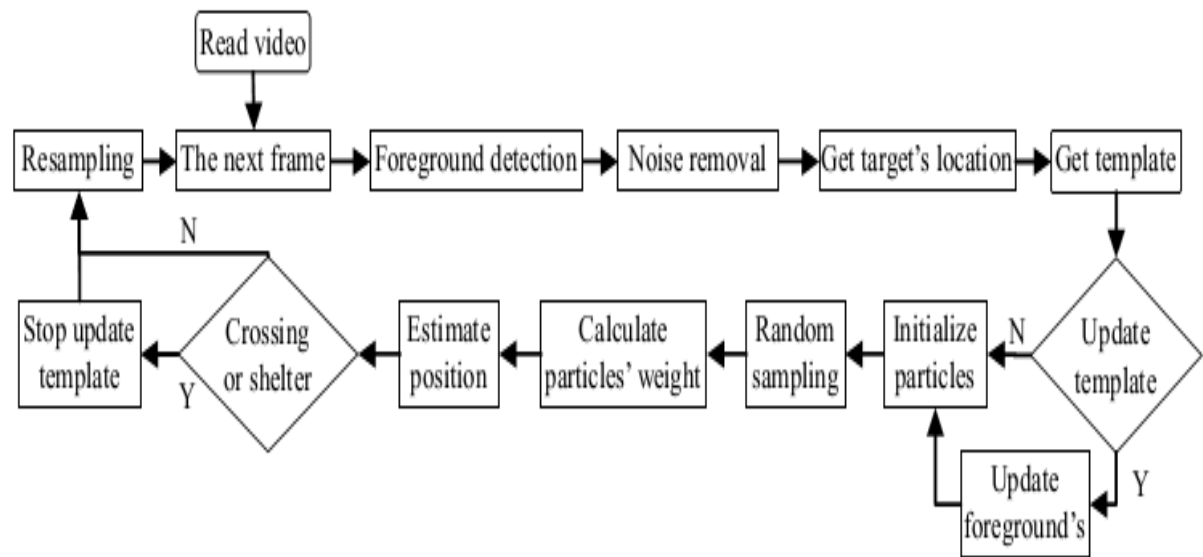 Read video
Resampling
The next frame
Foreground detection
Noise removal
Get target's location
Get template
N
Stop update
template
Y
Crossing
or shelter
Estimate
position
Calculate
particles' weight
Random
sampling
Initialize
particles
N
Update
template
Y
Update
foreground's